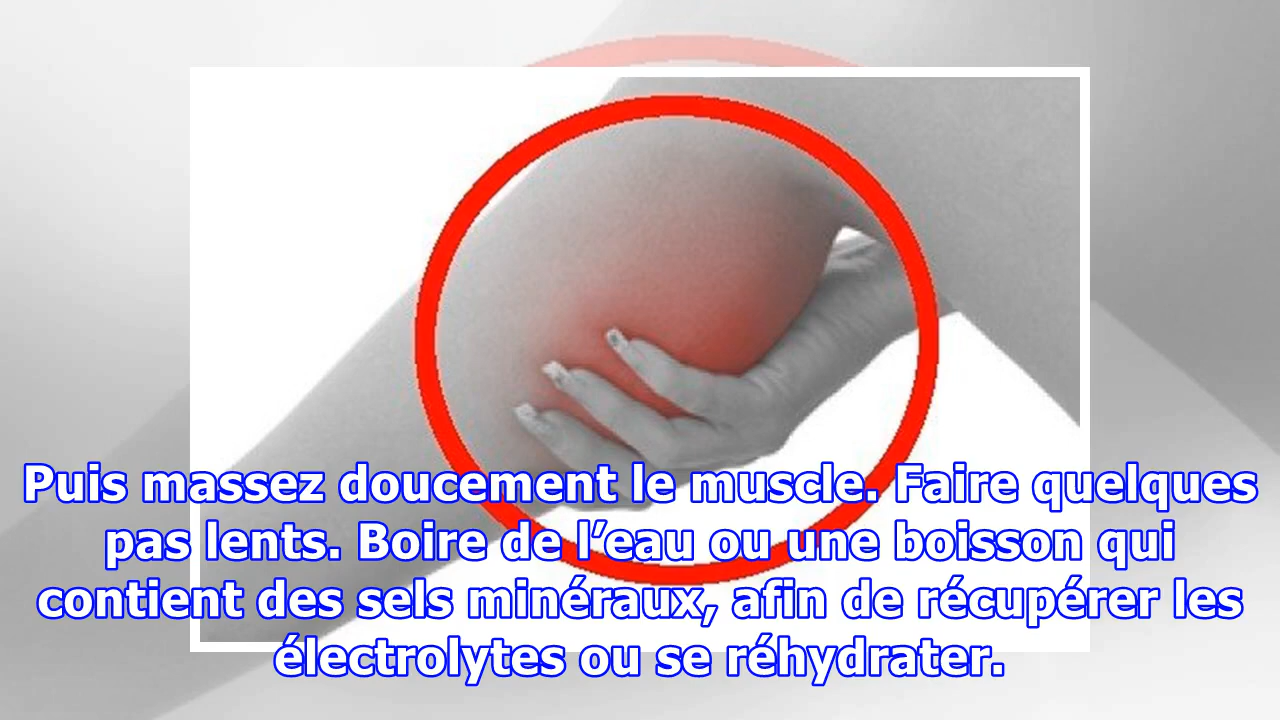 Puis massez doucement le muscle. Faire quelques
pas lents. Boire de l’eau ou une boisson qui
contient des sels minéraux, afin de récupérer les
électrolytes ou se réhydrater.